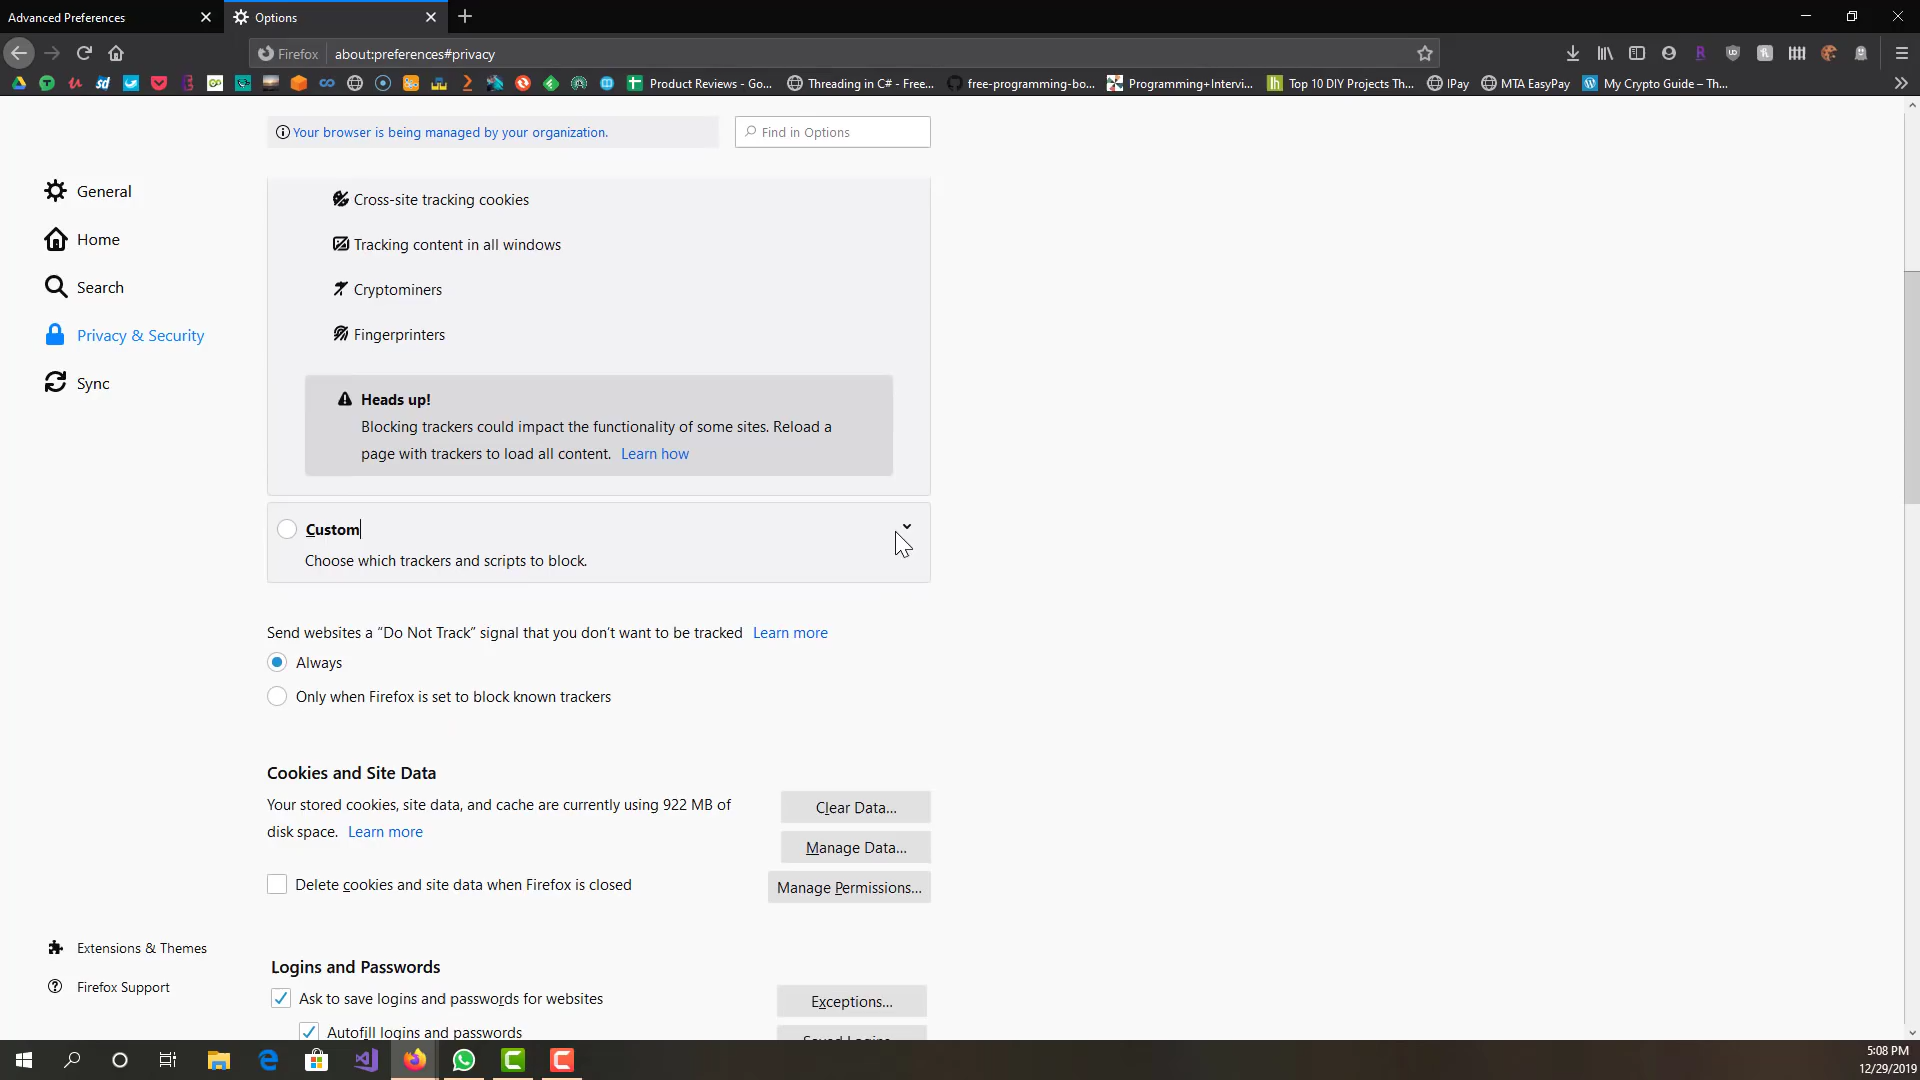 Advanced Preferences
Options
Firefox
about:preferences#privacy
Product Reviews - Go...
Threading in C# - Free...
free-programming-bo...
Programming+Intervi...
Top 10 DIY Projects Th...
IPay
MTA EasyPay
My Crypto Guide – Th...
Your browser is being managed by your organization.
Find in Options
General
Home
Search
Privacy & Security
Sync
Cross-site tracking cookies
Tracking content in all windows
Cryptominers
Fingerprinters
Heads up!
Blocking trackers could impact the functionality of some sites. Reload a
page with trackers to load all content. Learn how
Custom
Choose which trackers and scripts to block.
Send websites a “Do Not Track” signal that you don’t want to be tracked Learn more
Always
Only when Firefox is set to block known trackers
Cookies and Site Data
Your stored cookies, site data, and cache are currently using 922 MB of
disk space. Learn more
Clear Data...
Manage Data...
Delete cookies and site data when Firefox is closed
Manage Permissions...
Extensions & Themes
Firefox Support
Logins and Passwords
Ask to save logins and passwords for websites
Exceptions...
Autofill logins and passwords
Saved Logins...
5:08 PM
12/29/2019